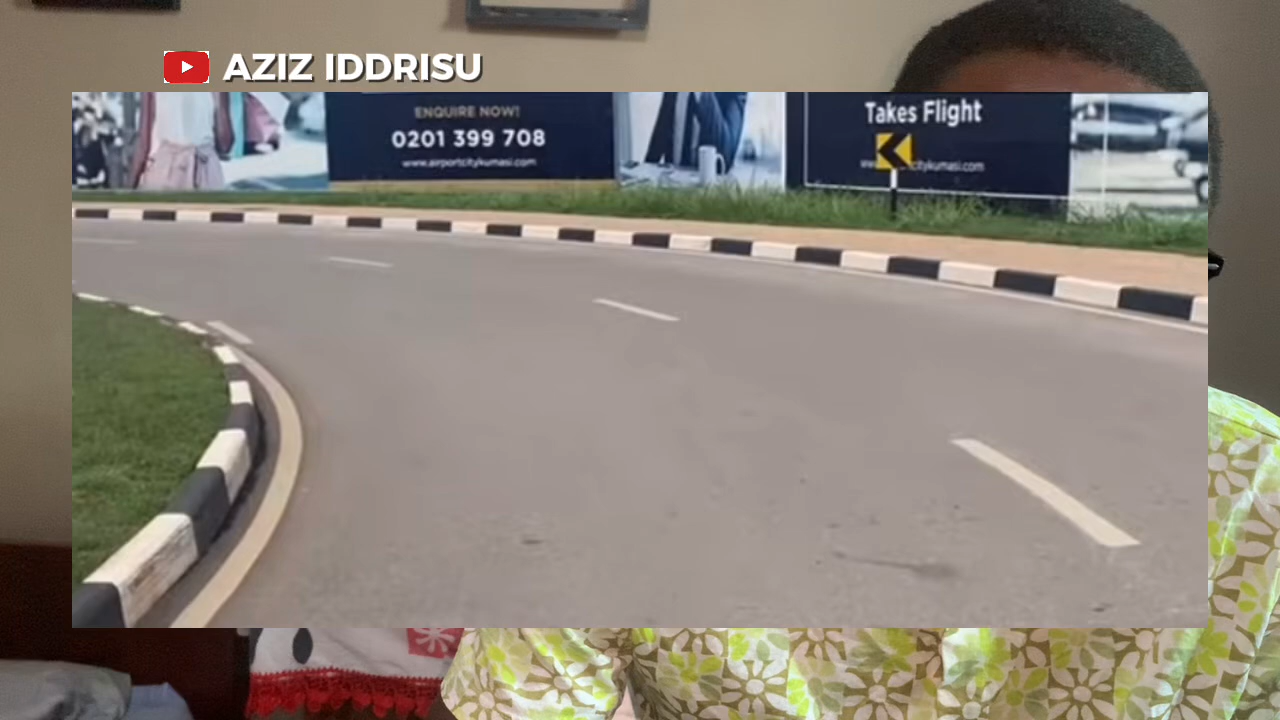 AZIZ IDDRISU
ENQUIRE NOW!
0201 399 708
www.airportcitykumasi.com
Takes Flight